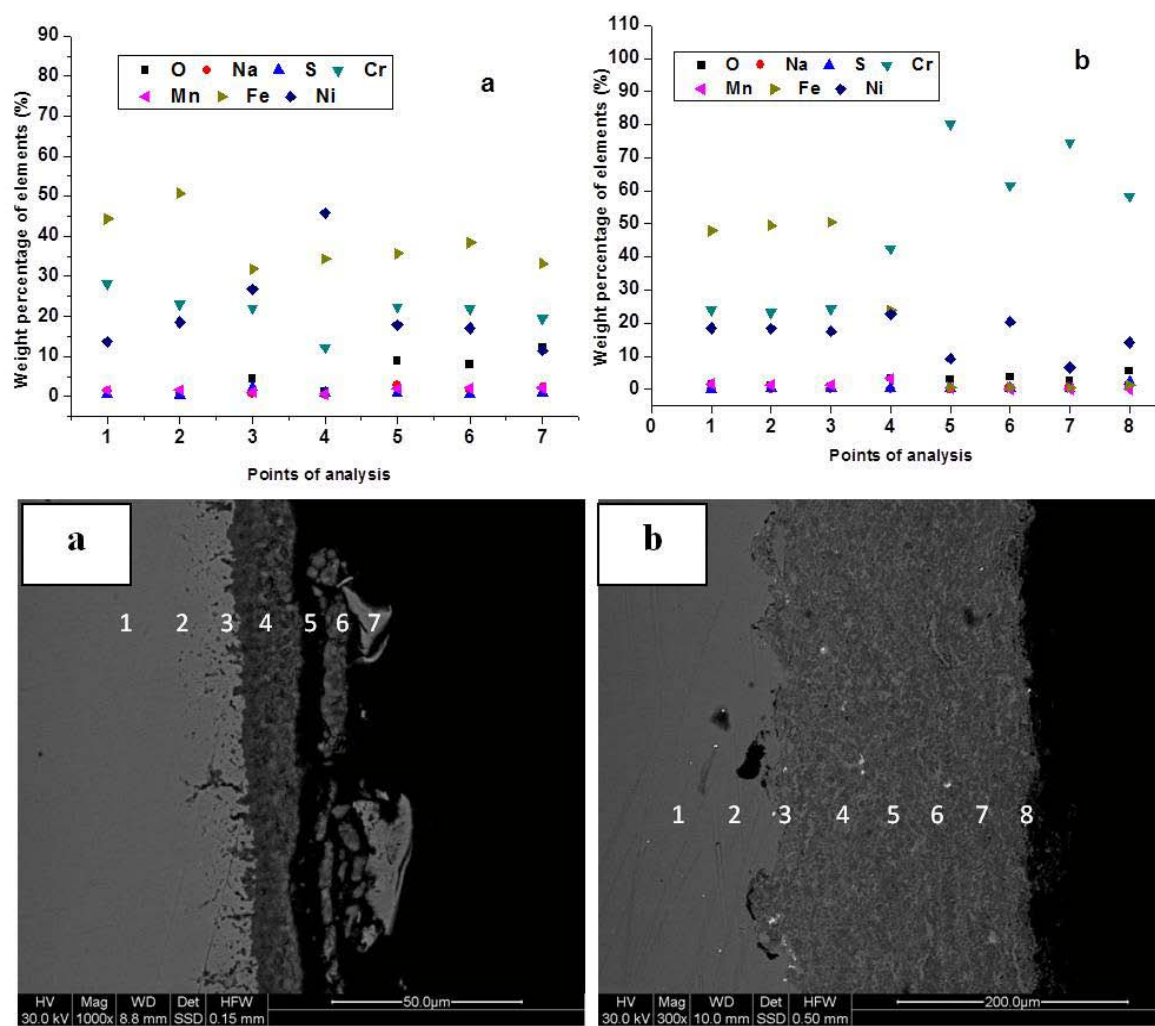 90
80
70
60
50
40
30
20
10
0
Weight percentage of elements (%)
O Na S Cr
Mn Fe Ni
a
1 2 3 4 5 6 7
Points of analysis
110
100
90
80
70
60
50
40
30
20
10
0
Weight percentage of elements (%)
O Na S Cr
Mn Fe Ni
b
0 1 2 3 4 5 6 7 8
Points of analysis
a
1 2 3 4 5 6 7
HV Mag WD Det HFW 50.0µm
30.0 kV 1000x 8.8 mm SSD 0.15 mm
b
1 2 3 4 5 6 7 8
HV Mag WD Det HFW 200.0µm
30.0 kV 300x 10.0 mm SSD 0.50 mm